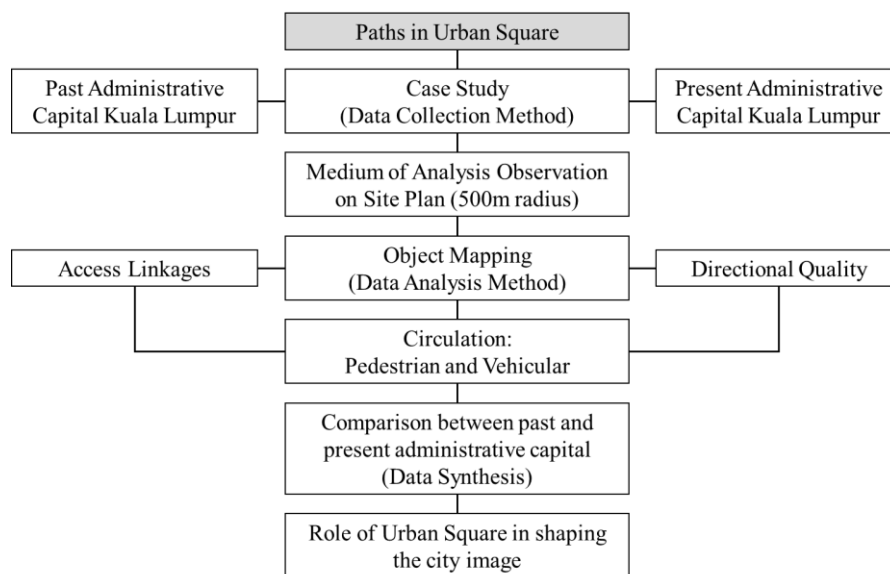 Paths in Urban Square
Past Administrative
Capital Kuala Lumpur
Case Study
(Data Collection Method)
Present Administrative
Capital Kuala Lumpur
Medium of Analysis Observation
on Site Plan (500m radius)
Access Linkages
Object Mapping
(Data Analysis Method)
Directional Quality
Circulation:
Pedestrian and Vehicular
Comparison between past and
present administrative capital
(Data Synthesis)
Role of Urban Square in shaping
the city image